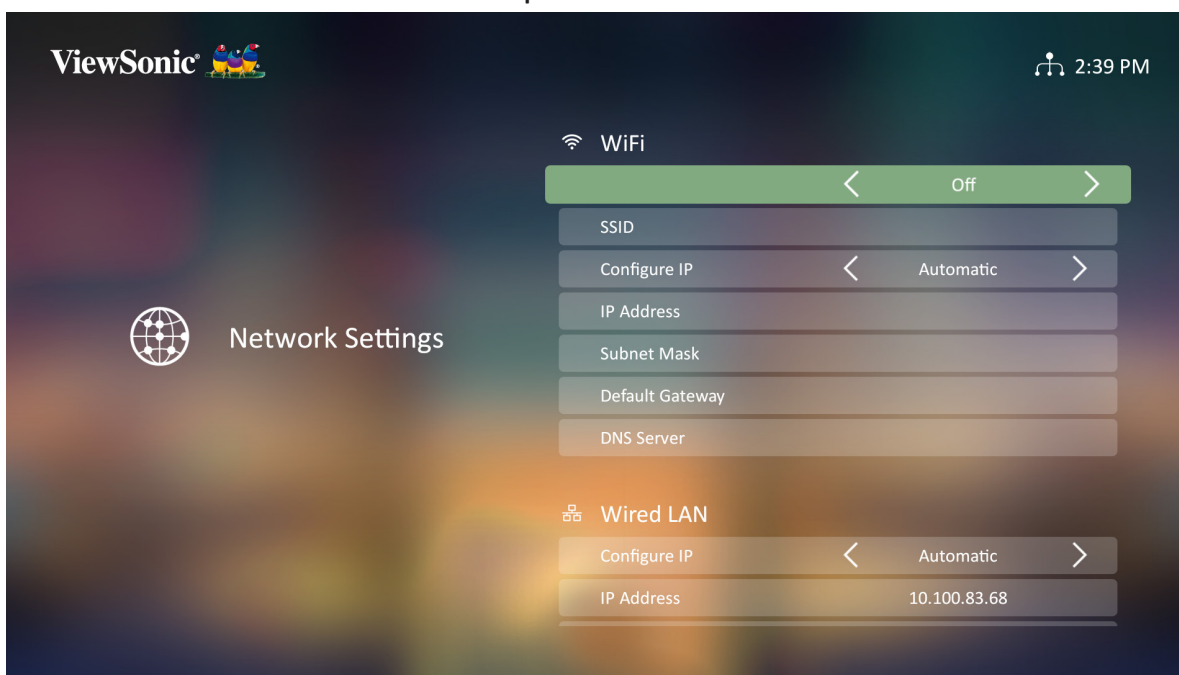 ViewSonic®
2:39 PM
WiFi
Off
SSID
Configure IP Automatic
IP Address
Network Settings
Subnet Mask
Default Gateway
DNS Server
Wired LAN
Configure IP Automatic
IP Address 10.100.83.68